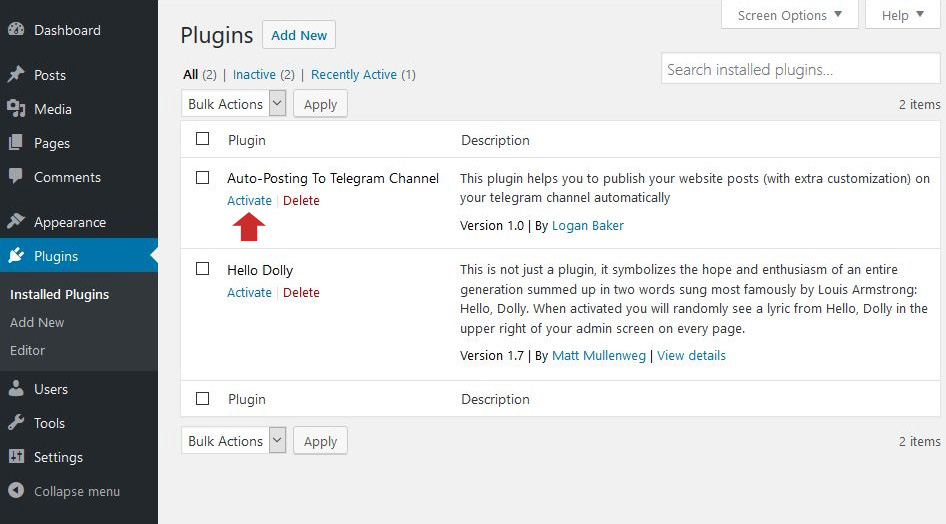 Dashboard
Posts
Media
Pages
Comments
Appearance
Plugins
Installed Plugins
Add New
Editor
Users
Tools
Settings
Collapse menu
Screen Options
Help
Plugins Add New
All (2) | Inactive (2) | Recently Active (1)
Search installed plugins...
Bulk Actions Apply
2 items
Plugin Description
Auto-Posting To Telegram Channel
Activate | Delete
This plugin helps you to publish your website posts (with extra customization) on
your telegram channel automatically
Version 1.0 | By Logan Baker
Hello Dolly
Activate | Delete
This is not just a plugin, it symbolizes the hope and enthusiasm of an entire
generation summed up in two words sung most famously by Louis Armstrong:
Hello, Dolly. When activated you will randomly see a lyric from Hello, Dolly in the
upper right of your admin screen on every page.
Version 1.7 | By Matt Mullenweg | View details
Plugin Description
Bulk Actions Apply
2 items